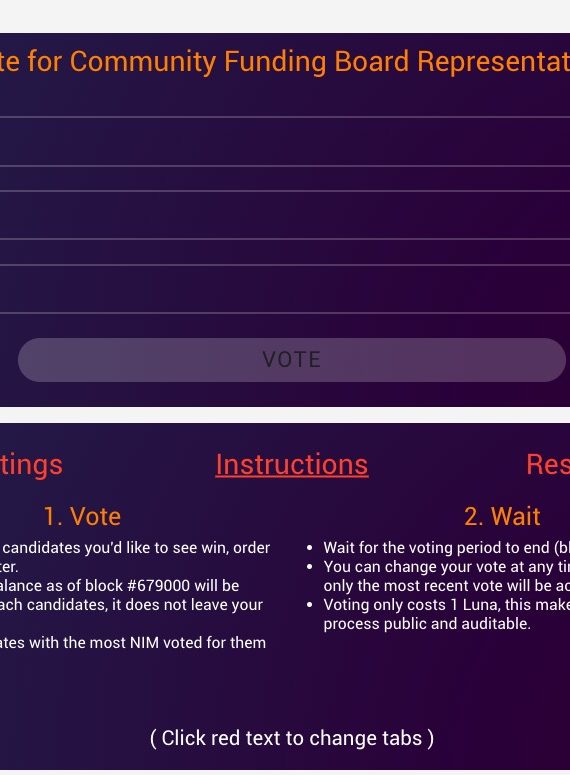 te for Community Funding Board Representat
VOTE
tings Instructions Res
1. Vote
candidates you'd like to see win, order
ter.
alance as of block #679000 will be
ach candidates, it does not leave your
ates with the most NIM voted for them
2. Wait
• Wait for the voting period to end (bl
• You can change your vote at any ti
only the most recent vote will be ac
• Voting only costs 1 Luna, this make
process public and auditable.
( Click red text to change tabs )